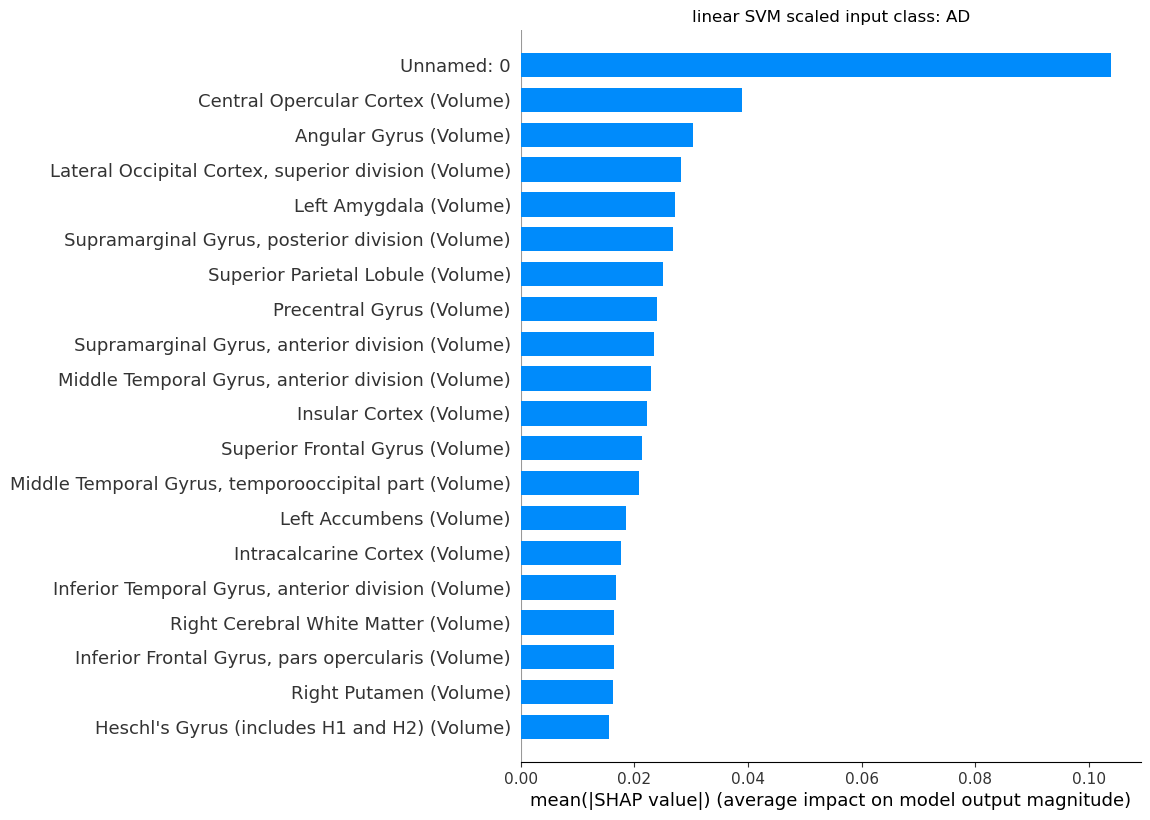 linear SVM scaled input class: AD
Unnamed: 0
Central Opercular Cortex (Volume)
Angular Gyrus (Volume)
Lateral Occipital Cortex, superior division (Volume)
Left Amygdala (Volume)
Supramarginal Gyrus, posterior division (Volume)
Superior Parietal Lobule (Volume)
Precentral Gyrus (Volume)
Supramarginal Gyrus, anterior division (Volume)
Middle Temporal Gyrus, anterior division (Volume)
Insular Cortex (Volume)
Superior Frontal Gyrus (Volume)
Middle Temporal Gyrus, temporooccipital part (Volume)
Left Accumbens (Volume)
Intracalcarine Cortex (Volume)
Inferior Temporal Gyrus, anterior division (Volume)
Right Cerebral White Matter (Volume)
Inferior Frontal Gyrus, pars opercularis (Volume)
Right Putamen (Volume)
Heschl's Gyrus (includes H1 and H2) (Volume)
0.00 0.02 0.04 0.06 0.08 0.10
mean(|SHAP value|) (average impact on model output magnitude)